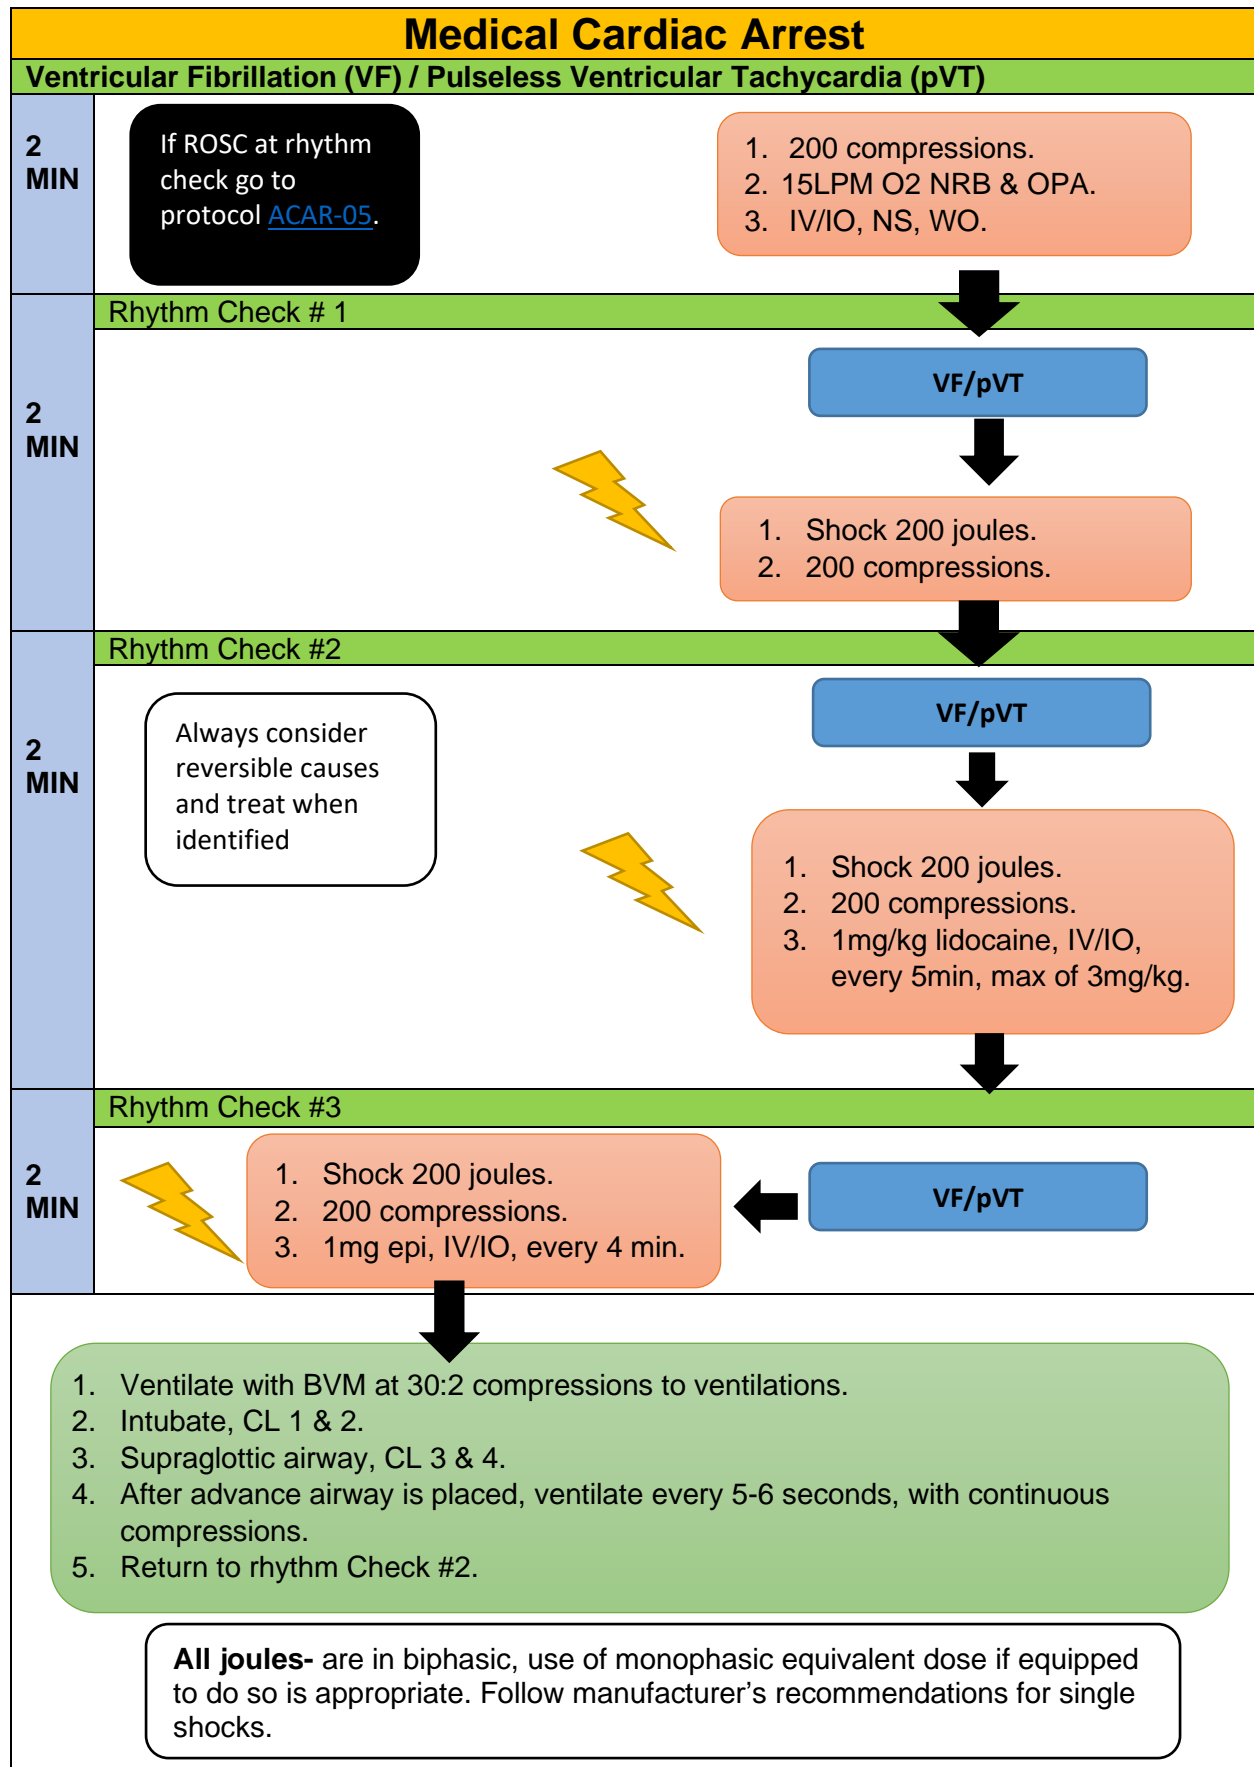 Medical Cardiac Arrest
Ventricular Fibrillation (VF) / Pulseless Ventricular Tachycardia (pVT)
2
MIN
If ROSC at rhythm
check go to
protocol ACAR-05.
1. 200 compressions.
2. 15LPM O2 NRB & OPA.
3. IV/IO, NS, WO.
Rhythm Check # 1
2
MIN
VF/pVT
1. Shock 200 joules.
2. 200 compressions.
Rhythm Check #2
2
MIN
Always consider
reversible causes
and treat when
identified
VF/pVT
1. Shock 200 joules.
2. 200 compressions.
3. 1mg/kg lidocaine, IV/IO,
every 5min, max of 3mg/kg.
Rhythm Check #3
2
MIN
VF/pVT
1. Shock 200 joules.
2. 200 compressions.
3. 1mg epi, IV/IO, every 4 min.
1. Ventilate with BVM at 30:2 compressions to ventilations.
2. Intubate, CL 1 & 2.
3. Supraglottic airway, CL 3 & 4.
4. After advance airway is placed, ventilate every 5-6 seconds, with continuous
compressions.
5. Return to rhythm Check #2.
All joules- are in biphasic, use of monophasic equivalent dose if equipped
to do so is appropriate. Follow manufacturer's recommendations for single
shocks.